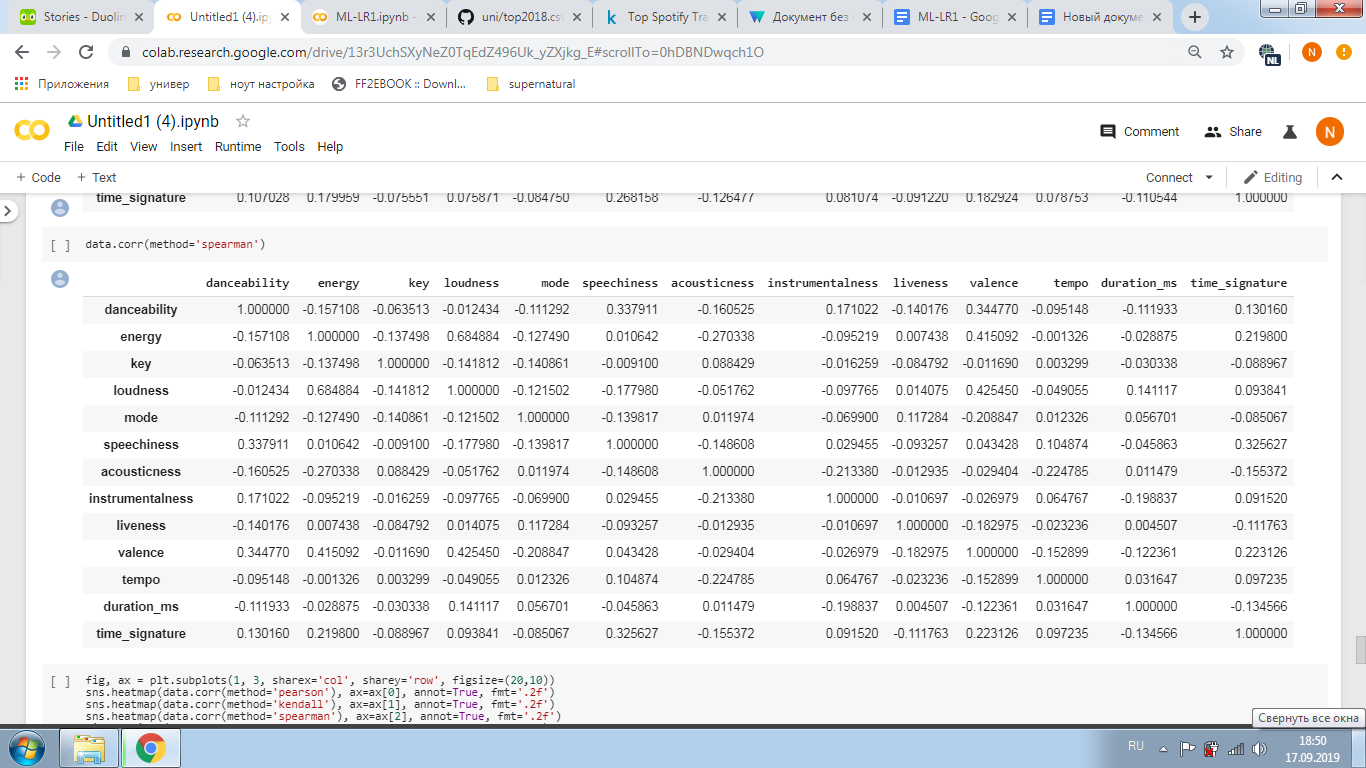 Stories - Duolin
Untitled1 (4).ipy
ML-LR1.ipynb -
uni/top2018.csv
Top Spotify Tra
Документ без
ML-LR1 - Goog
Новый докуме
colab.research.google.com/drive/13r3UchSXyNeZ0TqEdZ496Uk_yZXjkg_E#scrollTo=0hDBNDwqch1O
NL
N
Приложения
универ
ноут настройка
FF2EBOOK :: Downl...
supernatural
Untitled1 (4).ipynb
Comment
Share
N
File Edit View Insert Runtime Tools Help
+ Code + Text
Connect
Editing
time_signature 0.107028 0.179959 -0.075551 0.075871 -0.084750 0.268158 -0.126477 0.081074 -0.091220 0.182924 0.078753 -0.110544 1.000000
[ ] data.corr(method='spearman')
danceability energy key loudness mode speechiness acousticness instrumentalness liveness valence tempo duration_ms time_signature
danceability 1.000000 -0.157108 -0.063513 -0.012434 -0.111292 0.337911 -0.160525 0.171022 -0.140176 0.344770 -0.095148 -0.111933 0.130160
energy -0.157108 1.000000 -0.137498 0.684884 -0.127490 0.010642 -0.270338 -0.095219 0.007438 0.415092 -0.001326 -0.028875 0.219800
key -0.063513 -0.137498 1.000000 -0.141812 -0.140861 -0.009100 0.088429 -0.016259 -0.084792 -0.011690 0.003299 -0.030338 -0.088967
loudness -0.012434 0.684884 -0.141812 1.000000 -0.121502 -0.177980 -0.051762 -0.097765 0.014075 0.425450 -0.049055 0.141117 0.093841
mode -0.111292 -0.127490 -0.140861 -0.121502 1.000000 -0.139817 0.011974 -0.069900 0.117284 -0.208847 0.012326 0.056701 -0.085067
speechiness 0.337911 0.010642 -0.009100 -0.177980 -0.139817 1.000000 -0.148608 0.029455 -0.093257 0.043428 0.104874 -0.045863 0.325627
acousticness -0.160525 -0.270338 0.088429 -0.051762 0.011974 -0.148608 1.000000 -0.213380 -0.012935 -0.029404 -0.224785 0.011479 -0.155372
instrumentalness 0.171022 -0.095219 -0.016259 -0.097765 -0.069900 0.029455 -0.213380 1.000000 -0.010697 -0.026979 0.064767 -0.198837 0.091520
liveness -0.140176 0.007438 -0.084792 0.014075 0.117284 -0.093257 -0.012935 -0.010697 1.000000 -0.182975 -0.023236 0.004507 -0.111763
valence 0.344770 0.415092 -0.011690 0.425450 -0.208847 0.043428 -0.029404 -0.026979 -0.182975 1.000000 -0.152899 -0.122361 0.223126
tempo -0.095148 -0.001326 0.003299 -0.049055 0.012326 0.104874 -0.224785 0.064767 -0.023236 -0.152899 1.000000 0.031647 0.097235
duration_ms -0.111933 -0.028875 -0.030338 0.141117 0.056701 -0.045863 0.011479 -0.198837 0.004507 -0.122361 0.031647 1.000000 -0.134566
time_signature 0.130160 0.219800 -0.088967 0.093841 -0.085067 0.325627 -0.155372 0.091520 -0.111763 0.223126 0.097235 -0.134566 1.000000
[ ] fig, ax = plt.subplots(1, 3, sharex='col', sharey='row', figsize=(20,10))
sns.heatmap(data.corr(method='pearson'), ax=ax[0], annot=True, fmt='.2f')
sns.heatmap(data.corr(method='kendall'), ax=ax[1], annot=True, fmt='.2f')
sns.heatmap(data.corr(method='spearman'), ax=ax[2], annot=True, fmt='.2f')
Свернуть все окна
RU
18:50
17.09.2019